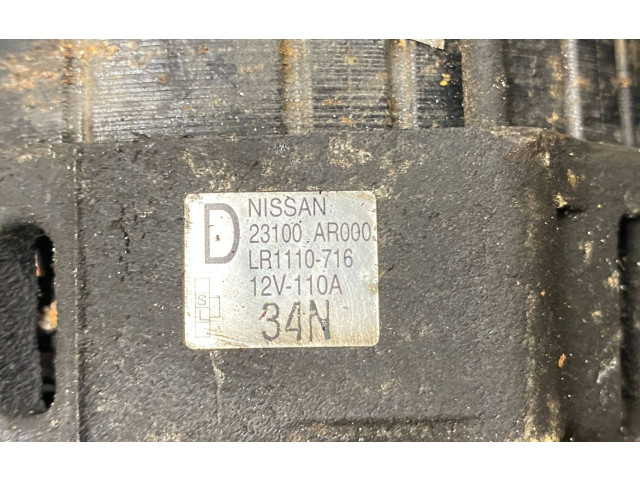 D NISSAN
23100 AR000
LR1110-716
12V-110A
S
L
34N